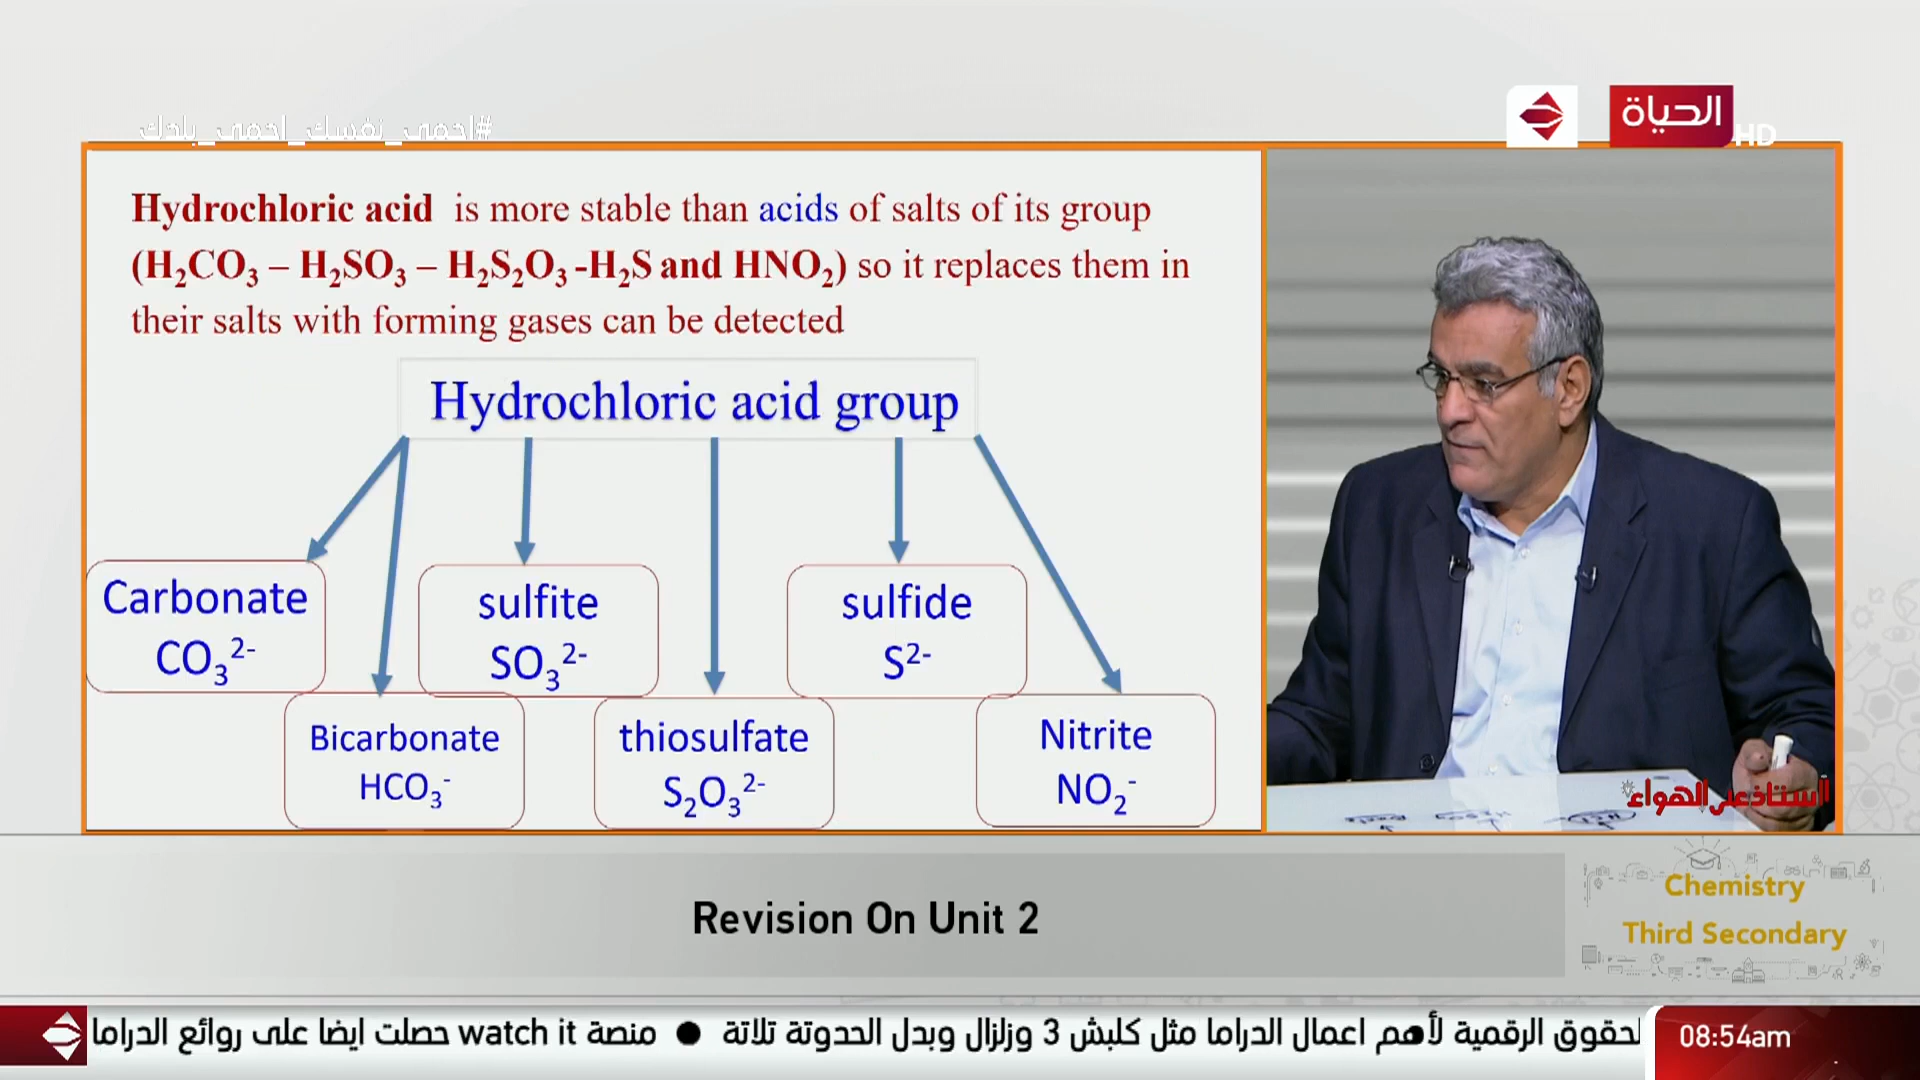 #احمي_نفسك_احمي_بلدك
الحياة
HD
Hydrochloric acid is more stable than acids of salts of its group
(H₂CO₃ – H₂SO₃ – H₂S₂O₃ -H₂S and HNO₂) so it replaces them in
their salts with forming gases can be detected
Hydrochloric acid group
Carbonate
CO₃²⁻
sulfite
SO₃²⁻
sulfide
S²⁻
Bicarbonate
HCO₃⁻
thiosulfate
S₂O₃²⁻
Nitrite
NO₂⁻
أستاذ على الهواء
Revision On Unit 2
Chemistry
Third Secondary
لحقوق الرقمية لأهم اعمال الدراما مثل كلبش 3 وزلزال وبدل الحدوتة تلاتة ● منصة watch it حصلت ايضا على روائع الدراما
08:54am